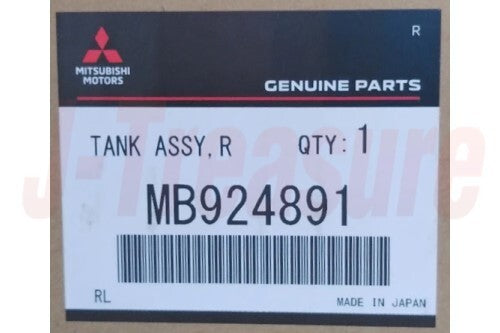 R
MITSUBISHI
MOTORS
GENUINE PARTS
TANK ASSY,R QTY: 1
MB924891
RL
MADE IN JAPAN
J-Treasure